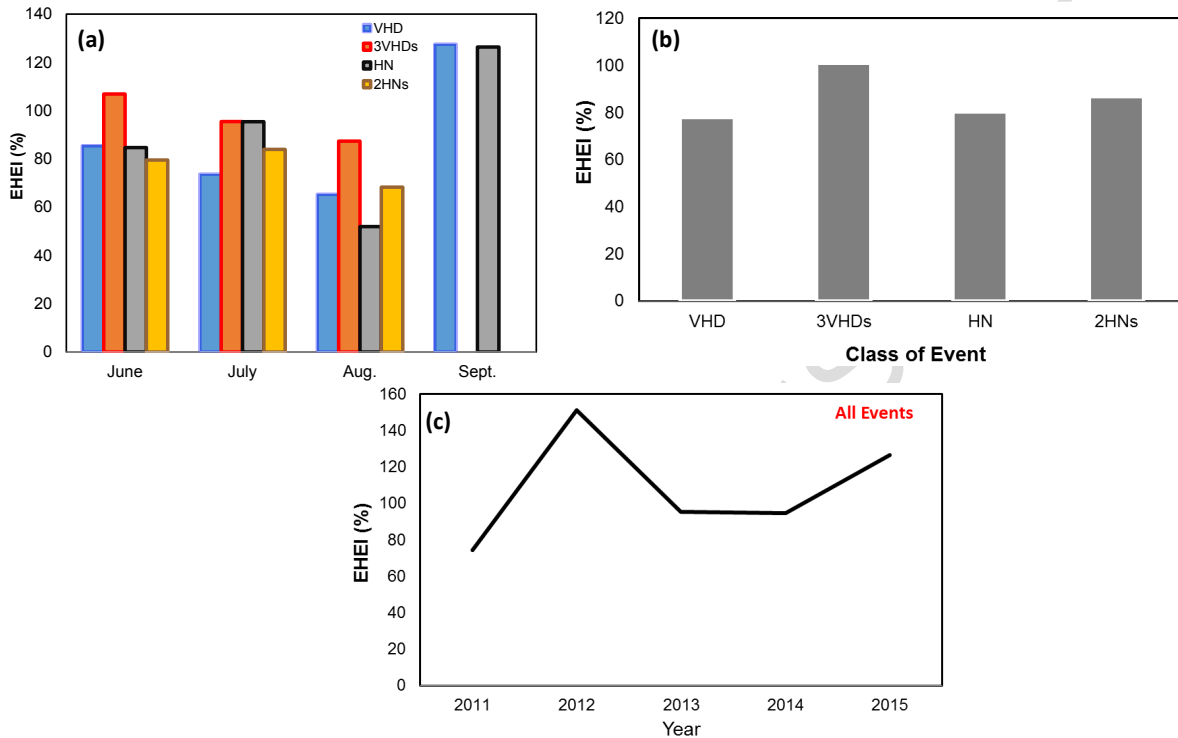 (a)
VHD
3VHDs
HN
2HNs
EHEI (%)
140
120
100
80
60
40
20
0
June July Aug. Sept.
(b)
EHEI (%)
120
100
80
60
40
20
0
VHD 3VHDs HN 2HNs
Class of Event
(c)
All Events
EHEI (%)
160
140
120
100
80
60
40
20
0
2011 2012 2013 2014 2015
Year